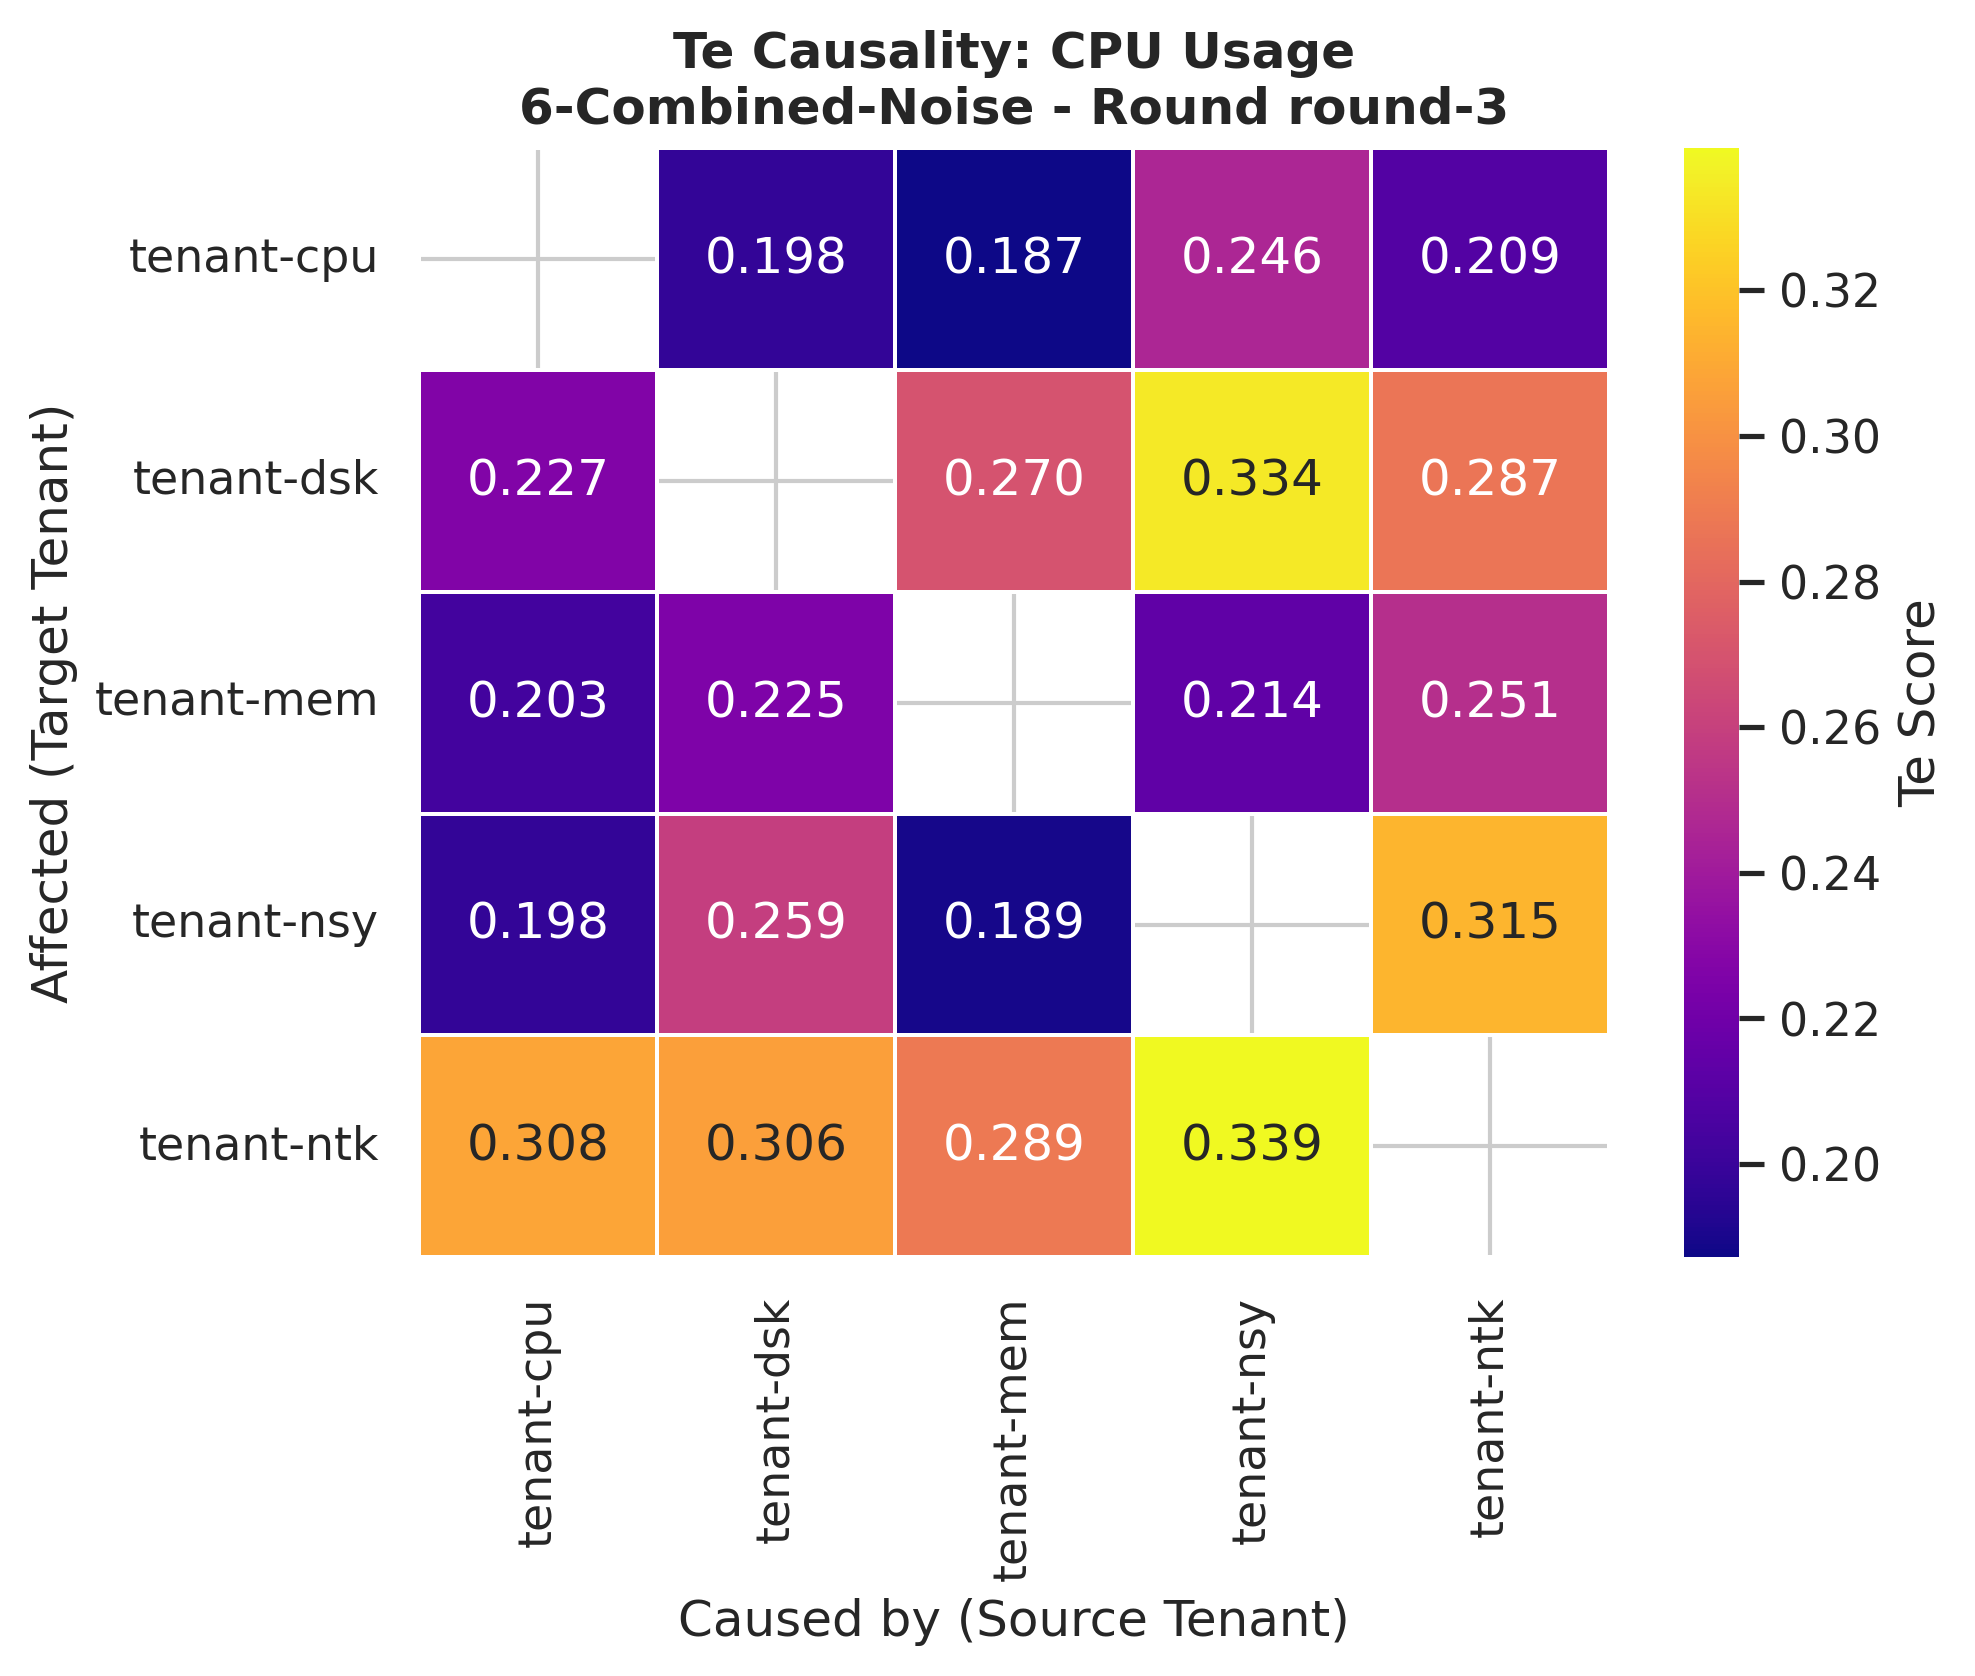 Te Causality: CPU Usage
6-Combined-Noise - Round round-3
Affected (Target Tenant)
tenant-cpu 0.198 0.187 0.246 0.209
tenant-dsk 0.227 0.270 0.334 0.287
tenant-mem 0.203 0.225 0.214 0.251
tenant-nsy 0.198 0.259 0.189 0.315
tenant-ntk 0.308 0.306 0.289 0.339
tenant-cpu tenant-dsk tenant-mem tenant-nsy tenant-ntk
Caused by (Source Tenant)
0.32
0.30
0.28
0.26
0.24
0.22
0.20
Te Score